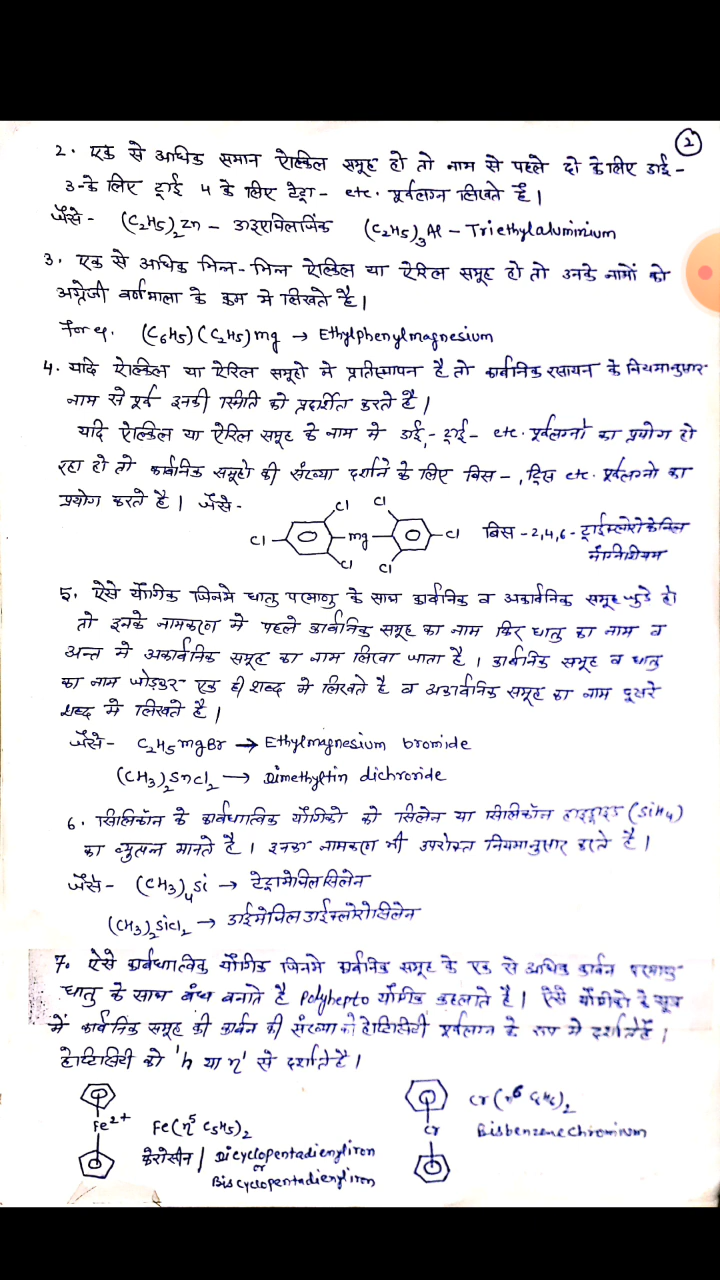 2
2. एक से अधिक समान ऐल्किल समूह हो तो नाम से पहले दो के लिए डाई -
3-के लिए ट्राई 4 के लिए टेट्रा - etc. पूर्वलग्न लिखते हैं।
जैसे - (C2H5)2Zn - डाइएथिलजिंक (C2H5)3Al - Triethylaluminium
3. एक से अधिक भिन्न-भिन्न ऐल्किल या ऐरिल समूह हो तो उनके नामों को
अंग्रेजी वर्णमाला के क्रम मे लिखते है।
For eq. (C6H5)(C2H5)mg → Ethylphenylmagnesium
4. यदि ऐल्किल या ऐरिल समूहो मे प्रतिस्थापन है तो कार्बनिक रसायन के नियमानुसार
नाम से पूर्व इनकी स्थिति को प्रदर्शित करते है।
यदि ऐल्किल या ऐरिल समूह के नाम मे डाई-, ट्राई- etc. पूर्वलग्नो का प्रयोग हो
रहा हो तो कार्बनिक समूहो की संख्या दर्शाने के लिए बिस -, ट्रिस etc. पूर्वलग्नो का
प्रयोग करते है। जैसे -
Cl Cl
Cl mg Cl बिस - 2,4,6 - ट्राईक्लोरोफेनिल
Cl Cl मैग्निशियम
5. ऐसे यौगिक जिनमे धातु परमाणु के साथ कार्बनिक व अकार्बनिक समूह जुडे हो
तो इनके नामकरण मे पहले कार्बनिक समूह का नाम फिर धातु का नाम व
अन्त मे अकार्बनिक समूह का नाम लिखा जाता है। कार्बनिक समूह व धातु
का नाम जोड़कर एक ही शब्द मे लिखते है व अकार्बनिक समूह का नाम दूसरे
शब्द मे लिखते है।
जैसे - C2H5mgBr → Ethylmagnesium bromide
(CH3)2SnCl2 → Dimethyltin dichroride
6. सिलिकॉन के कार्बधात्विक यौगिको को सिलेन या सिलिकॉन हाइड्राइड (SiH4)
का व्युत्पन्न मानते है। इनका नामकरण भी उपरोक्त नियमानुसार करते है।
जैसे - (CH3)4Si → टेट्रामेथिलसिलेन
(CH3)2SiCl2 → डाईमेथिलडाईक्लोरोसिलेन
7. ऐसे कार्बधात्विक यौगिक जिनमे कार्बनिक समूह के एक से अधिक कार्बन परमाणु
धातु के साथ बंध बनाते है Polyhepto यौगिक कहलाते है। ऐसे यौगिको के सूत्र
में कार्बनिक समूह की कार्बन की संख्या को हेप्टिसिटी पूर्वलग्न के रूप मे दर्शाते हैं।
हेप्टिसिटी को 'h या η' से दर्शाते है।
Fe2+ Fe(η5 C5H5)2
फेरोसीन / Dicyclopentadienyliron
or
Biscyclopentadienyliron
Cr Cr(η6 C6H6)2
Bisbenzenechromium